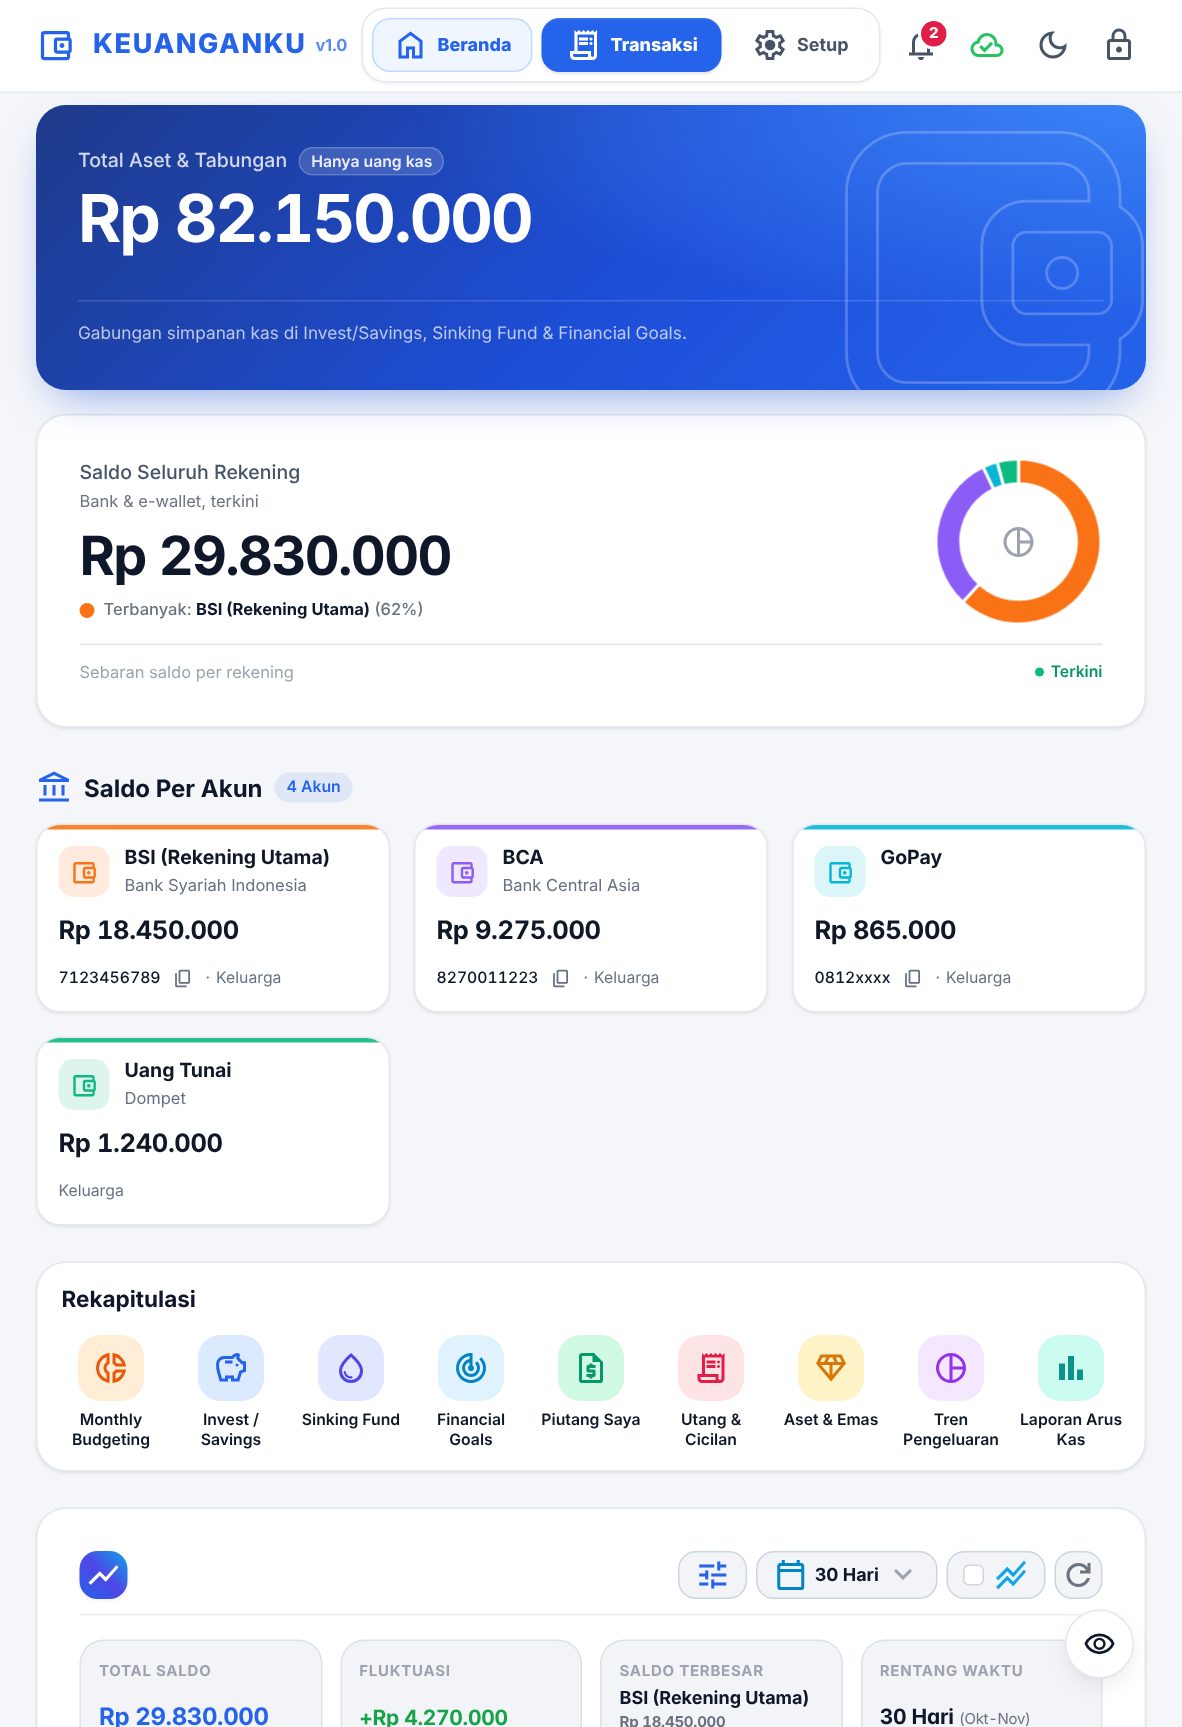 KEUANGANKU v1.0
Beranda
Transaksi
Setup
2
Total Aset & Tabungan
Hanya uang kas
Rp 82.150.000
Gabungan simpanan kas di Invest/Savings, Sinking Fund & Financial Goals.
Saldo Seluruh Rekening
Bank & e-wallet, terkini
Rp 29.830.000
Terbanyak: BSI (Rekening Utama) (62%)
Sebaran saldo per rekening
Terkini
Saldo Per Akun
4 Akun
BSI (Rekening Utama)
Bank Syariah Indonesia
Rp 18.450.000
7123456789 · Keluarga
BCA
Bank Central Asia
Rp 9.275.000
8270011223 · Keluarga
GoPay
Rp 865.000
0812xxxx · Keluarga
Uang Tunai
Dompet
Rp 1.240.000
Keluarga
Rekapitulasi
Monthly
Budgeting
Invest /
Savings
Sinking Fund
Financial
Goals
Piutang Saya
Utang &
Cicilan
Aset & Emas
Tren
Pengeluaran
Laporan Arus
Kas
30 Hari
TOTAL SALDO
Rp 29.830.000
FLUKTUASI
+Rp 4.270.000
SALDO TERBESAR
BSI (Rekening Utama)
Rp 18.450.000
RENTANG WAKTU
30 Hari (Okt-Nov)